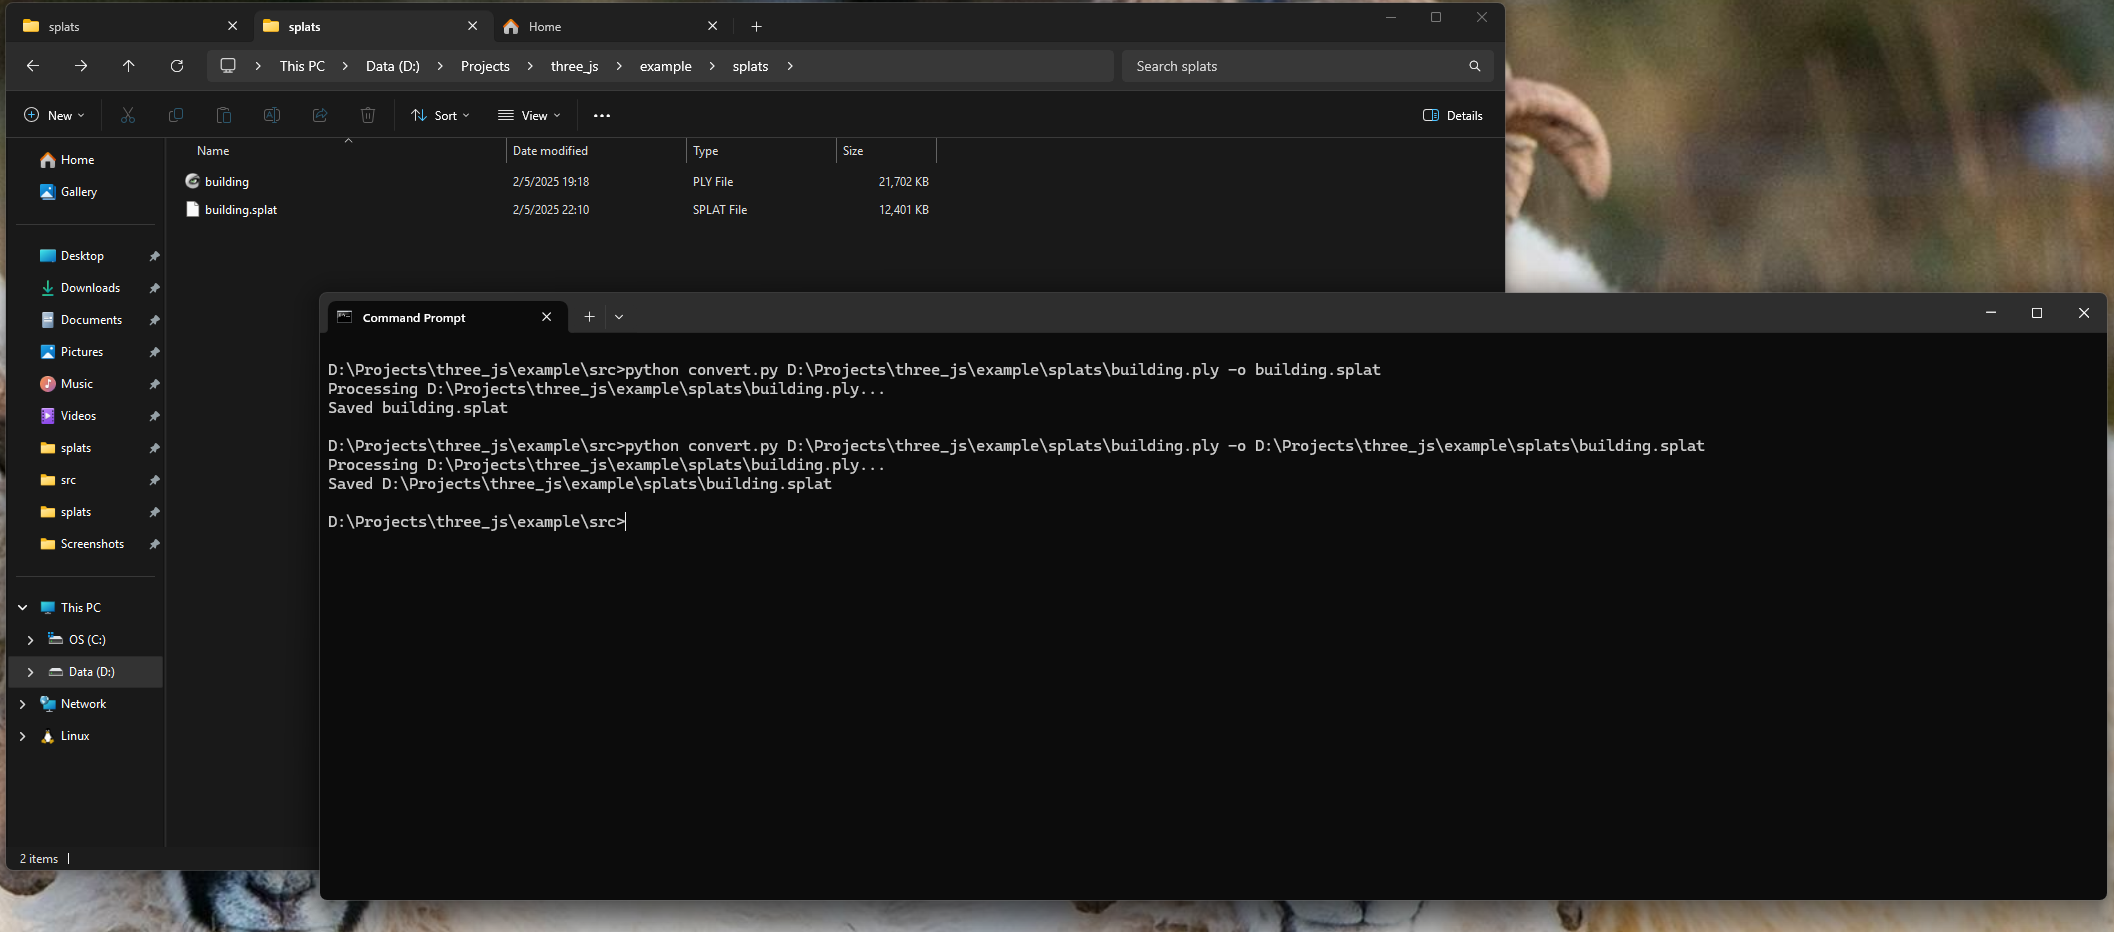 splats
splats
Home
This PC
Data (D:)
Projects
three_js
example
splats
Search splats
New
Sort
View
Details
Name
Date modified
Type
Size
building
2/5/2025 19:18
PLY File
21,702 KB
building.splat
2/5/2025 22:10
SPLAT File
12,401 KB
Home
Gallery
Desktop
Downloads
Documents
Pictures
Music
Videos
splats
src
splats
Screenshots
This PC
OS (C:)
Data (D:)
Network
Linux
2 items
Command Prompt
D:\Projects\three_js\example\src>python convert.py D:\Projects\three_js\example\splats\building.ply -o building.splat
Processing D:\Projects\three_js\example\splats\building.ply...
Saved building.splat
D:\Projects\three_js\example\src>python convert.py D:\Projects\three_js\example\splats\building.ply -o D:\Projects\three_js\example\splats\building.splat
Processing D:\Projects\three_js\example\splats\building.ply...
Saved D:\Projects\three_js\example\splats\building.splat
D:\Projects\three_js\example\src>